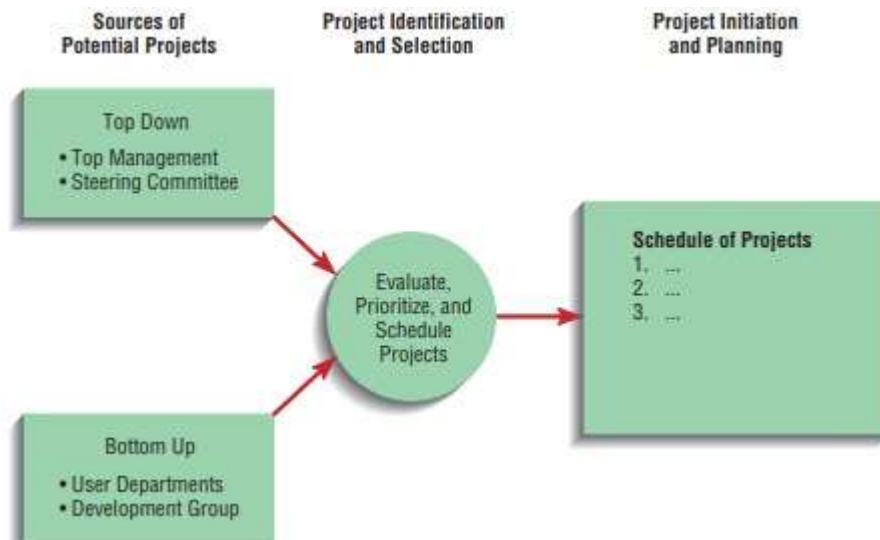 Sources of
Potential Projects
Project Identification
and Selection
Project Initiation
and Planning
Top Down
• Top Management
• Steering Committee
Evaluate,
Prioritize, and
Schedule
Projects
Schedule of Projects
1. ...
2. ...
3. ...
Bottom Up
• User Departments
• Development Group